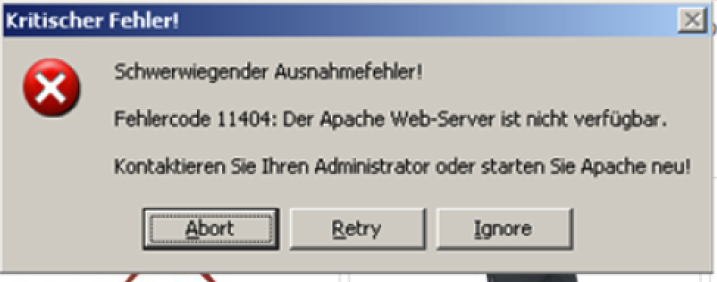 Kritischer Fehler!
Schwerwiegender Ausnahmefehler!
Fehlercode 11404: Der Apache Web-Server ist nicht verfügbar.
Kontaktieren Sie Ihren Administrator oder starten Sie Apache neu!
Abort Retry Ignore